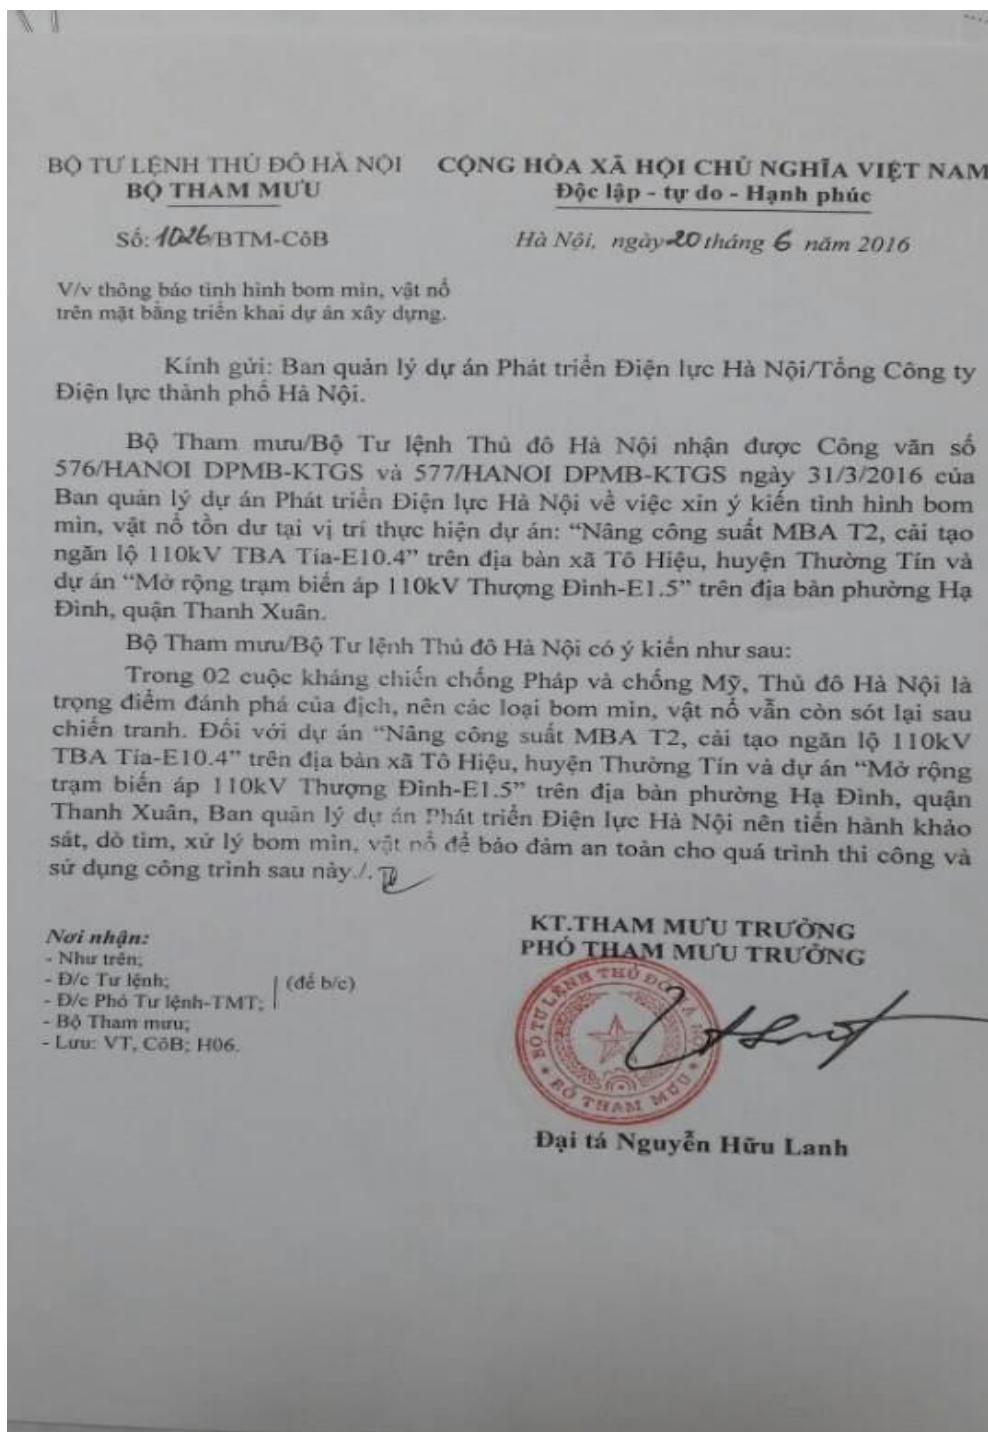 BỘ TƯ LỆNH THỦ ĐÔ HÀ NỘI
BỘ THAM MƯU
CỘNG HÒA XÃ HỘI CHỦ NGHĨA VIỆT NAM
Độc lập - tự do - Hạnh phúc
Số: 1026/BTM-CôB
Hà Nội, ngày 20 tháng 6 năm 2016
V/v thông báo tình hình bom mìn, vật nổ
trên mặt bằng triển khai dự án xây dựng.
Kính gửi: Ban quản lý dự án Phát triển Điện lực Hà Nội/Tổng Công ty
Điện lực thành phố Hà Nội.
Bộ Tham mưu/Bộ Tư lệnh Thủ đô Hà Nội nhận được Công văn số
576/HANOI DPMB-KTGS và 577/HANOI DPMB-KTGS ngày 31/3/2016 của
Ban quản lý dự án Phát triển Điện lực Hà Nội về việc xin ý kiến tình hình bom
mìn, vật nổ tồn dư tại vị trí thực hiện dự án: “Nâng công suất MBA T2, cải tạo
ngăn lộ 110kV TBA Tía-E10.4” trên địa bàn xã Tô Hiệu, huyện Thường Tín và
dự án “Mở rộng trạm biến áp 110kV Thượng Đình-E1.5” trên địa bàn phường Hạ
Đình, quận Thanh Xuân.
Bộ Tham mưu/Bộ Tư lệnh Thủ đô Hà Nội có ý kiến như sau:
Trong 02 cuộc kháng chiến chống Pháp và chống Mỹ, Thủ đô Hà Nội là
trọng điểm đánh phá của địch, nên các loại bom mìn, vật nổ vẫn còn sót lại sau
chiến tranh. Đối với dự án “Nâng công suất MBA T2, cải tạo ngăn lộ 110kV
TBA Tía-E10.4” trên địa bàn xã Tô Hiệu, huyện Thường Tín và dự án “Mở rộng
trạm biến áp 110kV Thượng Đình-E1.5” trên địa bàn phường Hạ Đình, quận
Thanh Xuân, Ban quản lý dự án Phát triển Điện lực Hà Nội nên tiến hành khảo
sát, dò tìm, xử lý bom mìn, vật nổ để bảo đảm an toàn cho quá trình thi công và
sử dụng công trình sau này./.
Nơi nhận:
- Như trên;
- Đ/c Tư lệnh;
- Đ/c Phó Tư lệnh-TMT;
(để b/c)
- Bộ Tham mưu;
- Lưu: VT, CôB; H06.
KT.THAM MƯU TRƯỞNG
PHÓ THAM MƯU TRƯỞNG
BỘ TƯ LỆNH THỦ ĐÔ HÀ NỘI
BỘ THAM MƯU
Đại tá Nguyễn Hữu Lanh